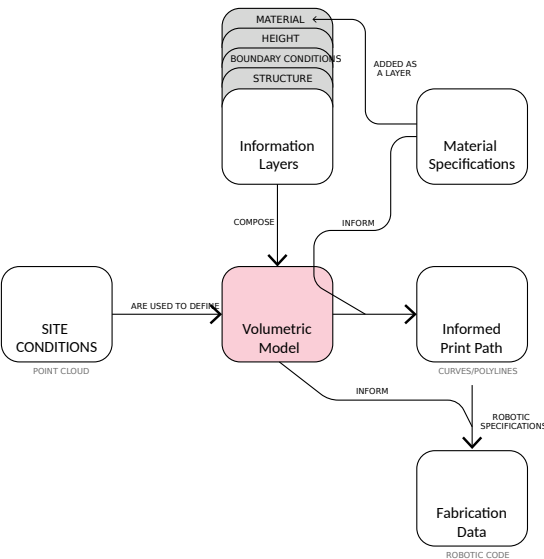 MATERIAL
HEIGHT
BOUNDARY CONDITIONS
STRUCTURE
Information
Layers
ADDED AS
A LAYER
Material
Specifications
COMPOSE
INFORM
ARE USED TO DEFINE
SITE
CONDITIONS
POINT CLOUD
Volumetric
Model
Informed
Print Path
CURVES/POLYLINES
INFORM
ROBOTIC
SPECIFICATIONS
Fabrication
Data
ROBOTIC CODE